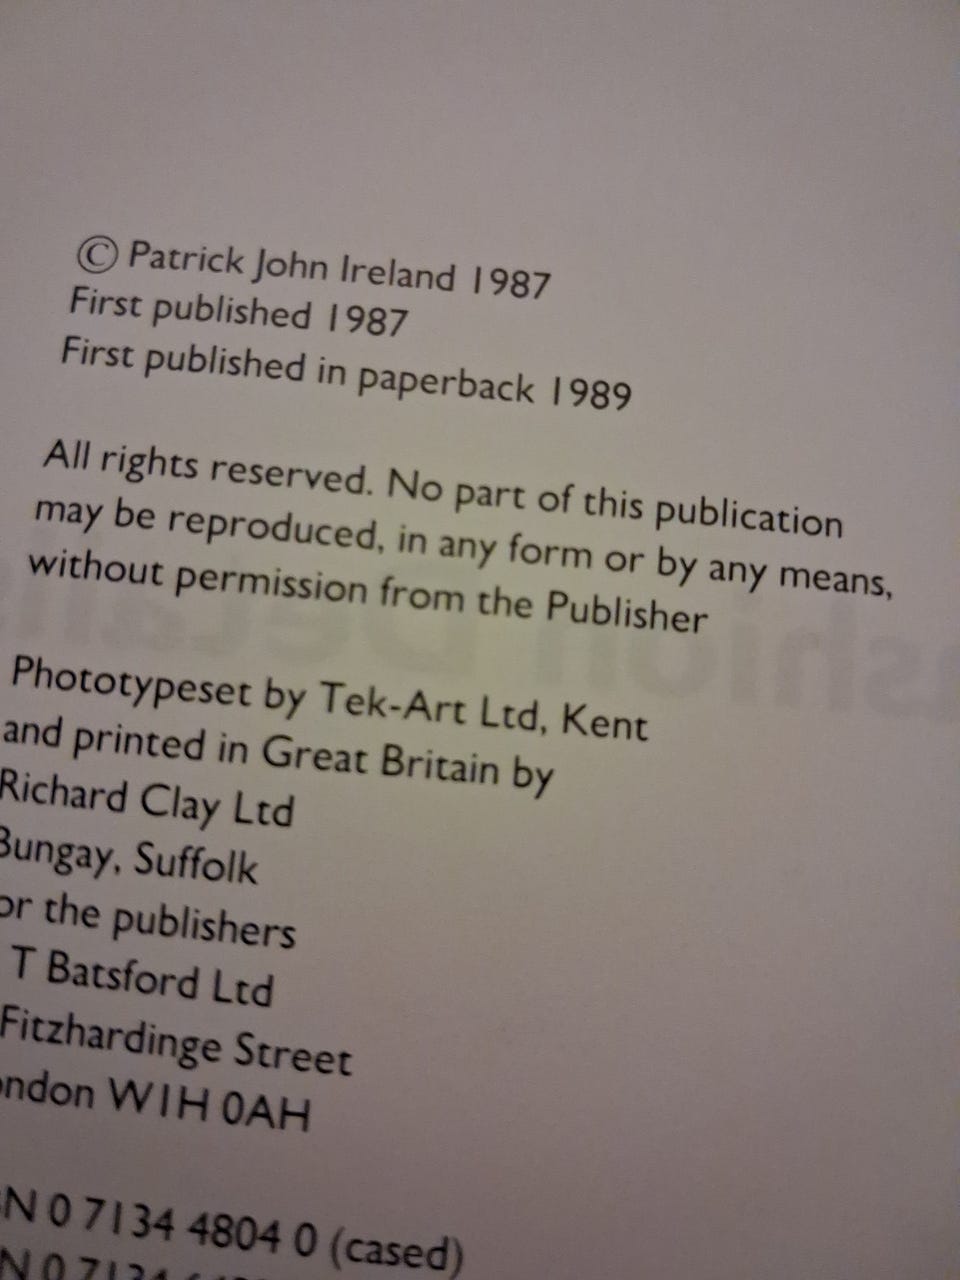 © Patrick John Ireland 1987
First published 1987
First published in paperback 1989
All rights reserved. No part of this publication
may be reproduced, in any form or by any means,
without permission from the Publisher
Phototypeset by Tek-Art Ltd, Kent
and printed in Great Britain by
Richard Clay Ltd
Bungay, Suffolk
or the publishers
T Batsford Ltd
Fitzhardinge Street
ondon W1H 0AH
N 0 7134 4804 0 (cased)
N 0 7134